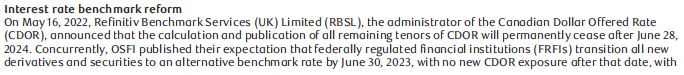 Interest rate benchmark reform
On May 16, 2022, Refinitiv Benchmark Services (UK) Limited (RBSL), the administrator of the Canadian Dollar Offered Rate
(CDOR), announced that the calculation and publication of all remaining tenors of CDOR will permanently cease after June 28,
2024. Concurrently, OSFI published their expectation that federally regulated financial institutions (FRFIs) transition all new
derivatives and securities to an alternative benchmark rate by June 30, 2023, with no new CDOR exposure after that date, with